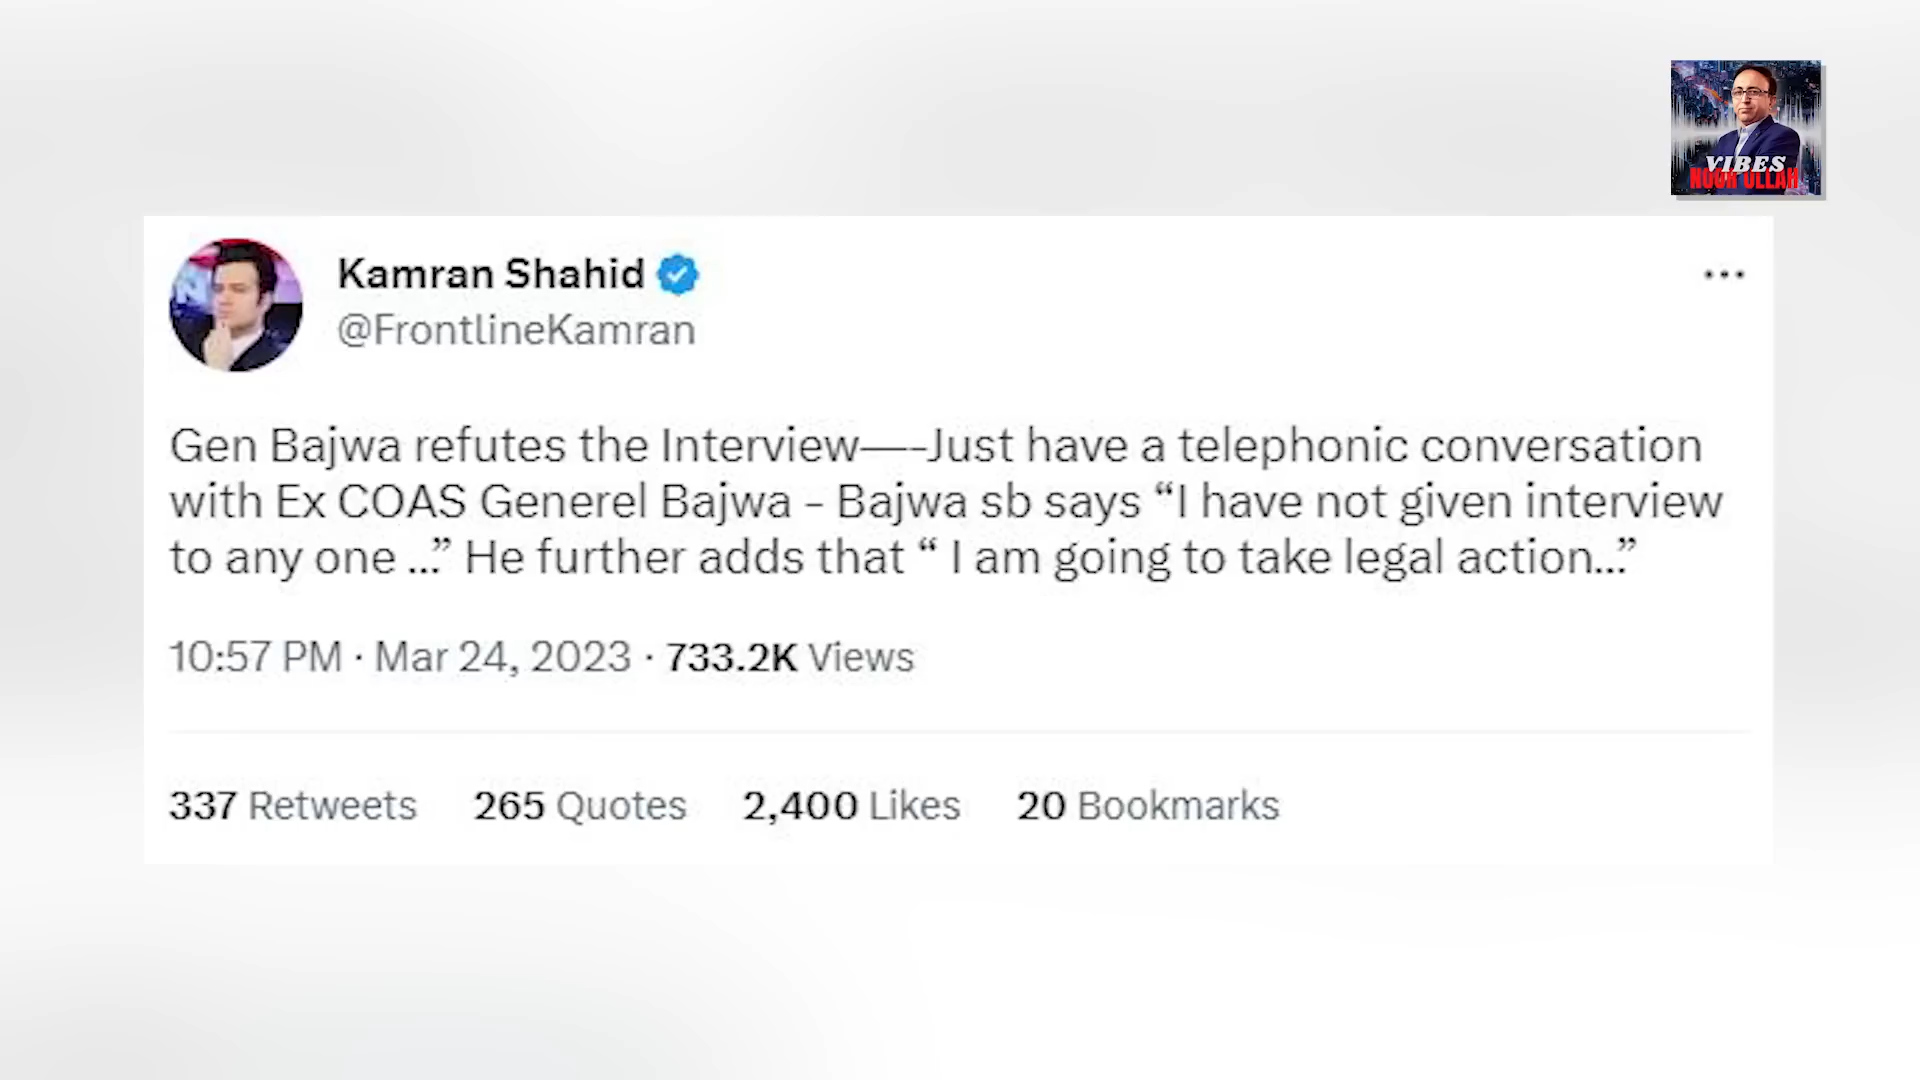 VIBES
NOOR ULLAH
Kamran Shahid
@FrontlineKamran
Gen Bajwa refutes the Interview—-Just have a telephonic conversation
with Ex COAS Generel Bajwa - Bajwa sb says “I have not given interview
to any one ...” He further adds that “ I am going to take legal action...”
10:57 PM · Mar 24, 2023 · 733.2K Views
337 Retweets 265 Quotes 2,400 Likes 20 Bookmarks